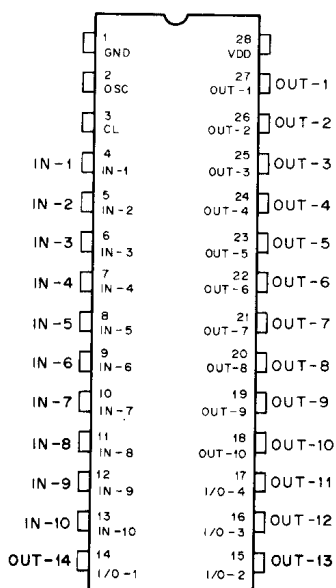 1 28
GND VDD
2 27
OSC OUT-1 OUT-1
3 26
CL OUT-2 OUT-2
IN-1 4 25
IN-1 OUT-3 OUT-3
IN-2 5 24
IN-2 OUT-4 OUT-4
IN-3 6 23
IN-3 OUT-5 OUT-5
IN-4 7 22
IN-4 OUT-6 OUT-6
IN-5 8 21
IN-5 OUT-7 OUT-7
IN-6 9 20
IN-6 OUT-8 OUT-8
IN-7 10 19
IN-7 OUT-9 OUT-9
IN-8 11 18
IN-8 OUT-10 OUT-10
IN-9 12 17
IN-9 I/O-4 OUT-11
IN-10 13 16
IN-10 I/O-3 OUT-12
OUT-14 14 15
I/O-1 I/O-2 OUT-13